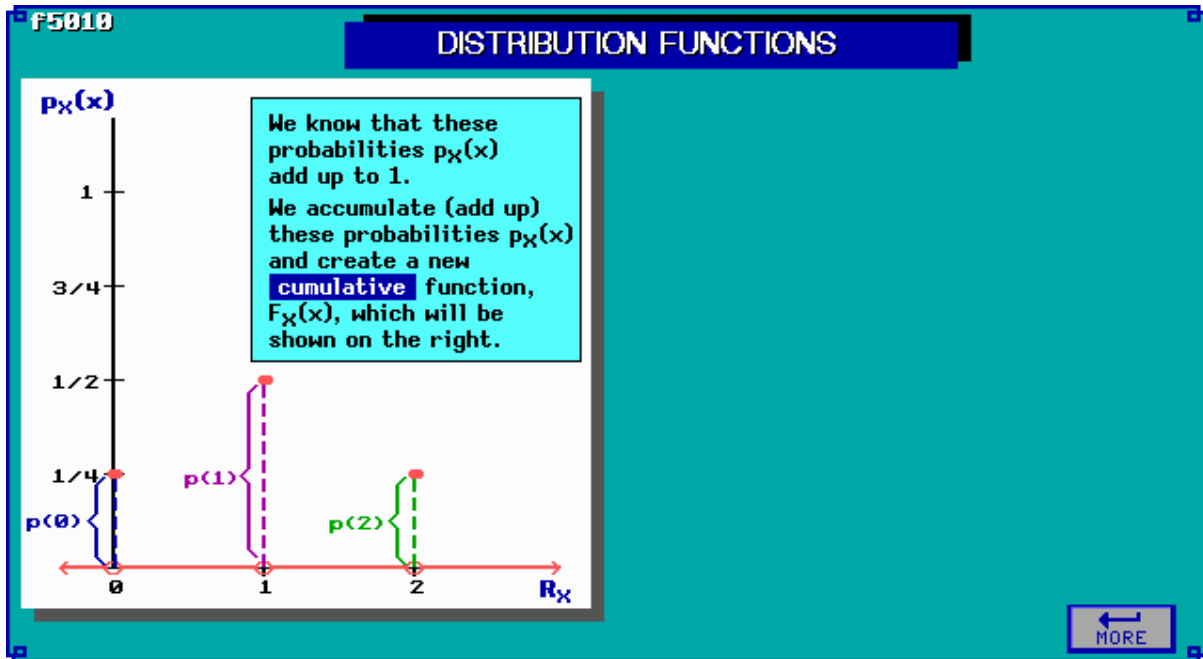 f5010
DISTRIBUTION FUNCTIONS
pX(x)
We know that these
probabilities pX(x)
add up to 1.
We accumulate (add up)
these probabilities pX(x)
and create a new
cumulative function,
FX(x), which will be
shown on the right.
1
3/4
1/2
1/4
p(0)
p(1)
p(2)
0 1 2 RX
MORE